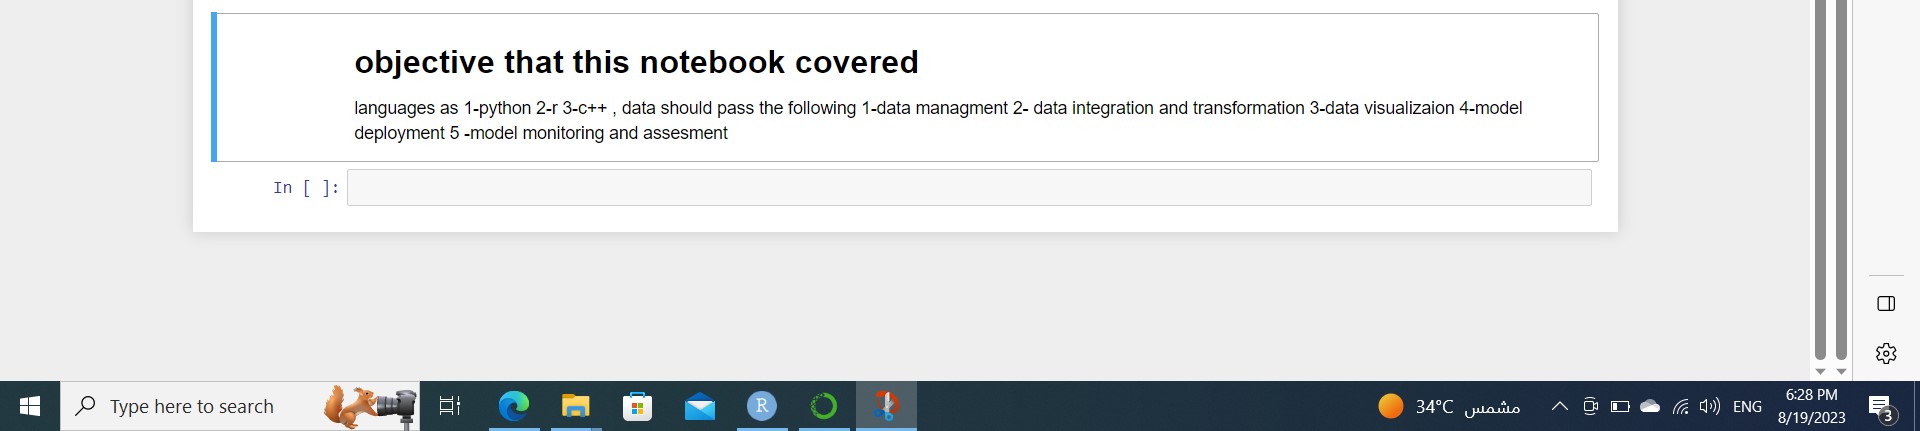 objective that this notebook covered
languages as 1-python 2-r 3-c++ , data should pass the following 1-data managment 2- data integration and transformation 3-data visualizaion 4-model
deployment 5 -model monitoring and assesment
In [ ]:
Type here to search
R
34°C مشمس
ENG
6:28 PM
8/19/2023
3